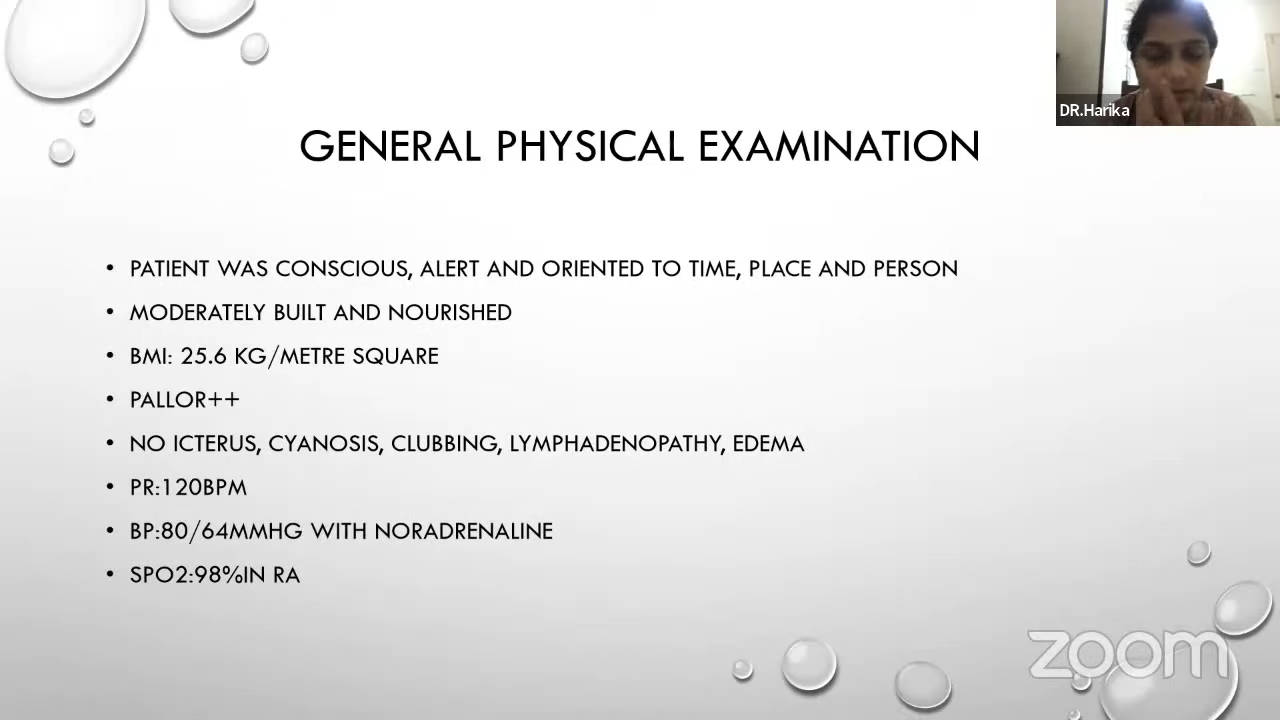 DR.Harika
GENERAL PHYSICAL EXAMINATION
• PATIENT WAS CONSCIOUS, ALERT AND ORIENTED TO TIME, PLACE AND PERSON
• MODERATELY BUILT AND NOURISHED
• BMI: 25.6 KG/METRE SQUARE
• PALLOR++
• NO ICTERUS, CYANOSIS, CLUBBING, LYMPHADENOPATHY, EDEMA
• PR:120BPM
• BP:80/64MMHG WITH NORADRENALINE
• SPO2:98%IN RA
zoom